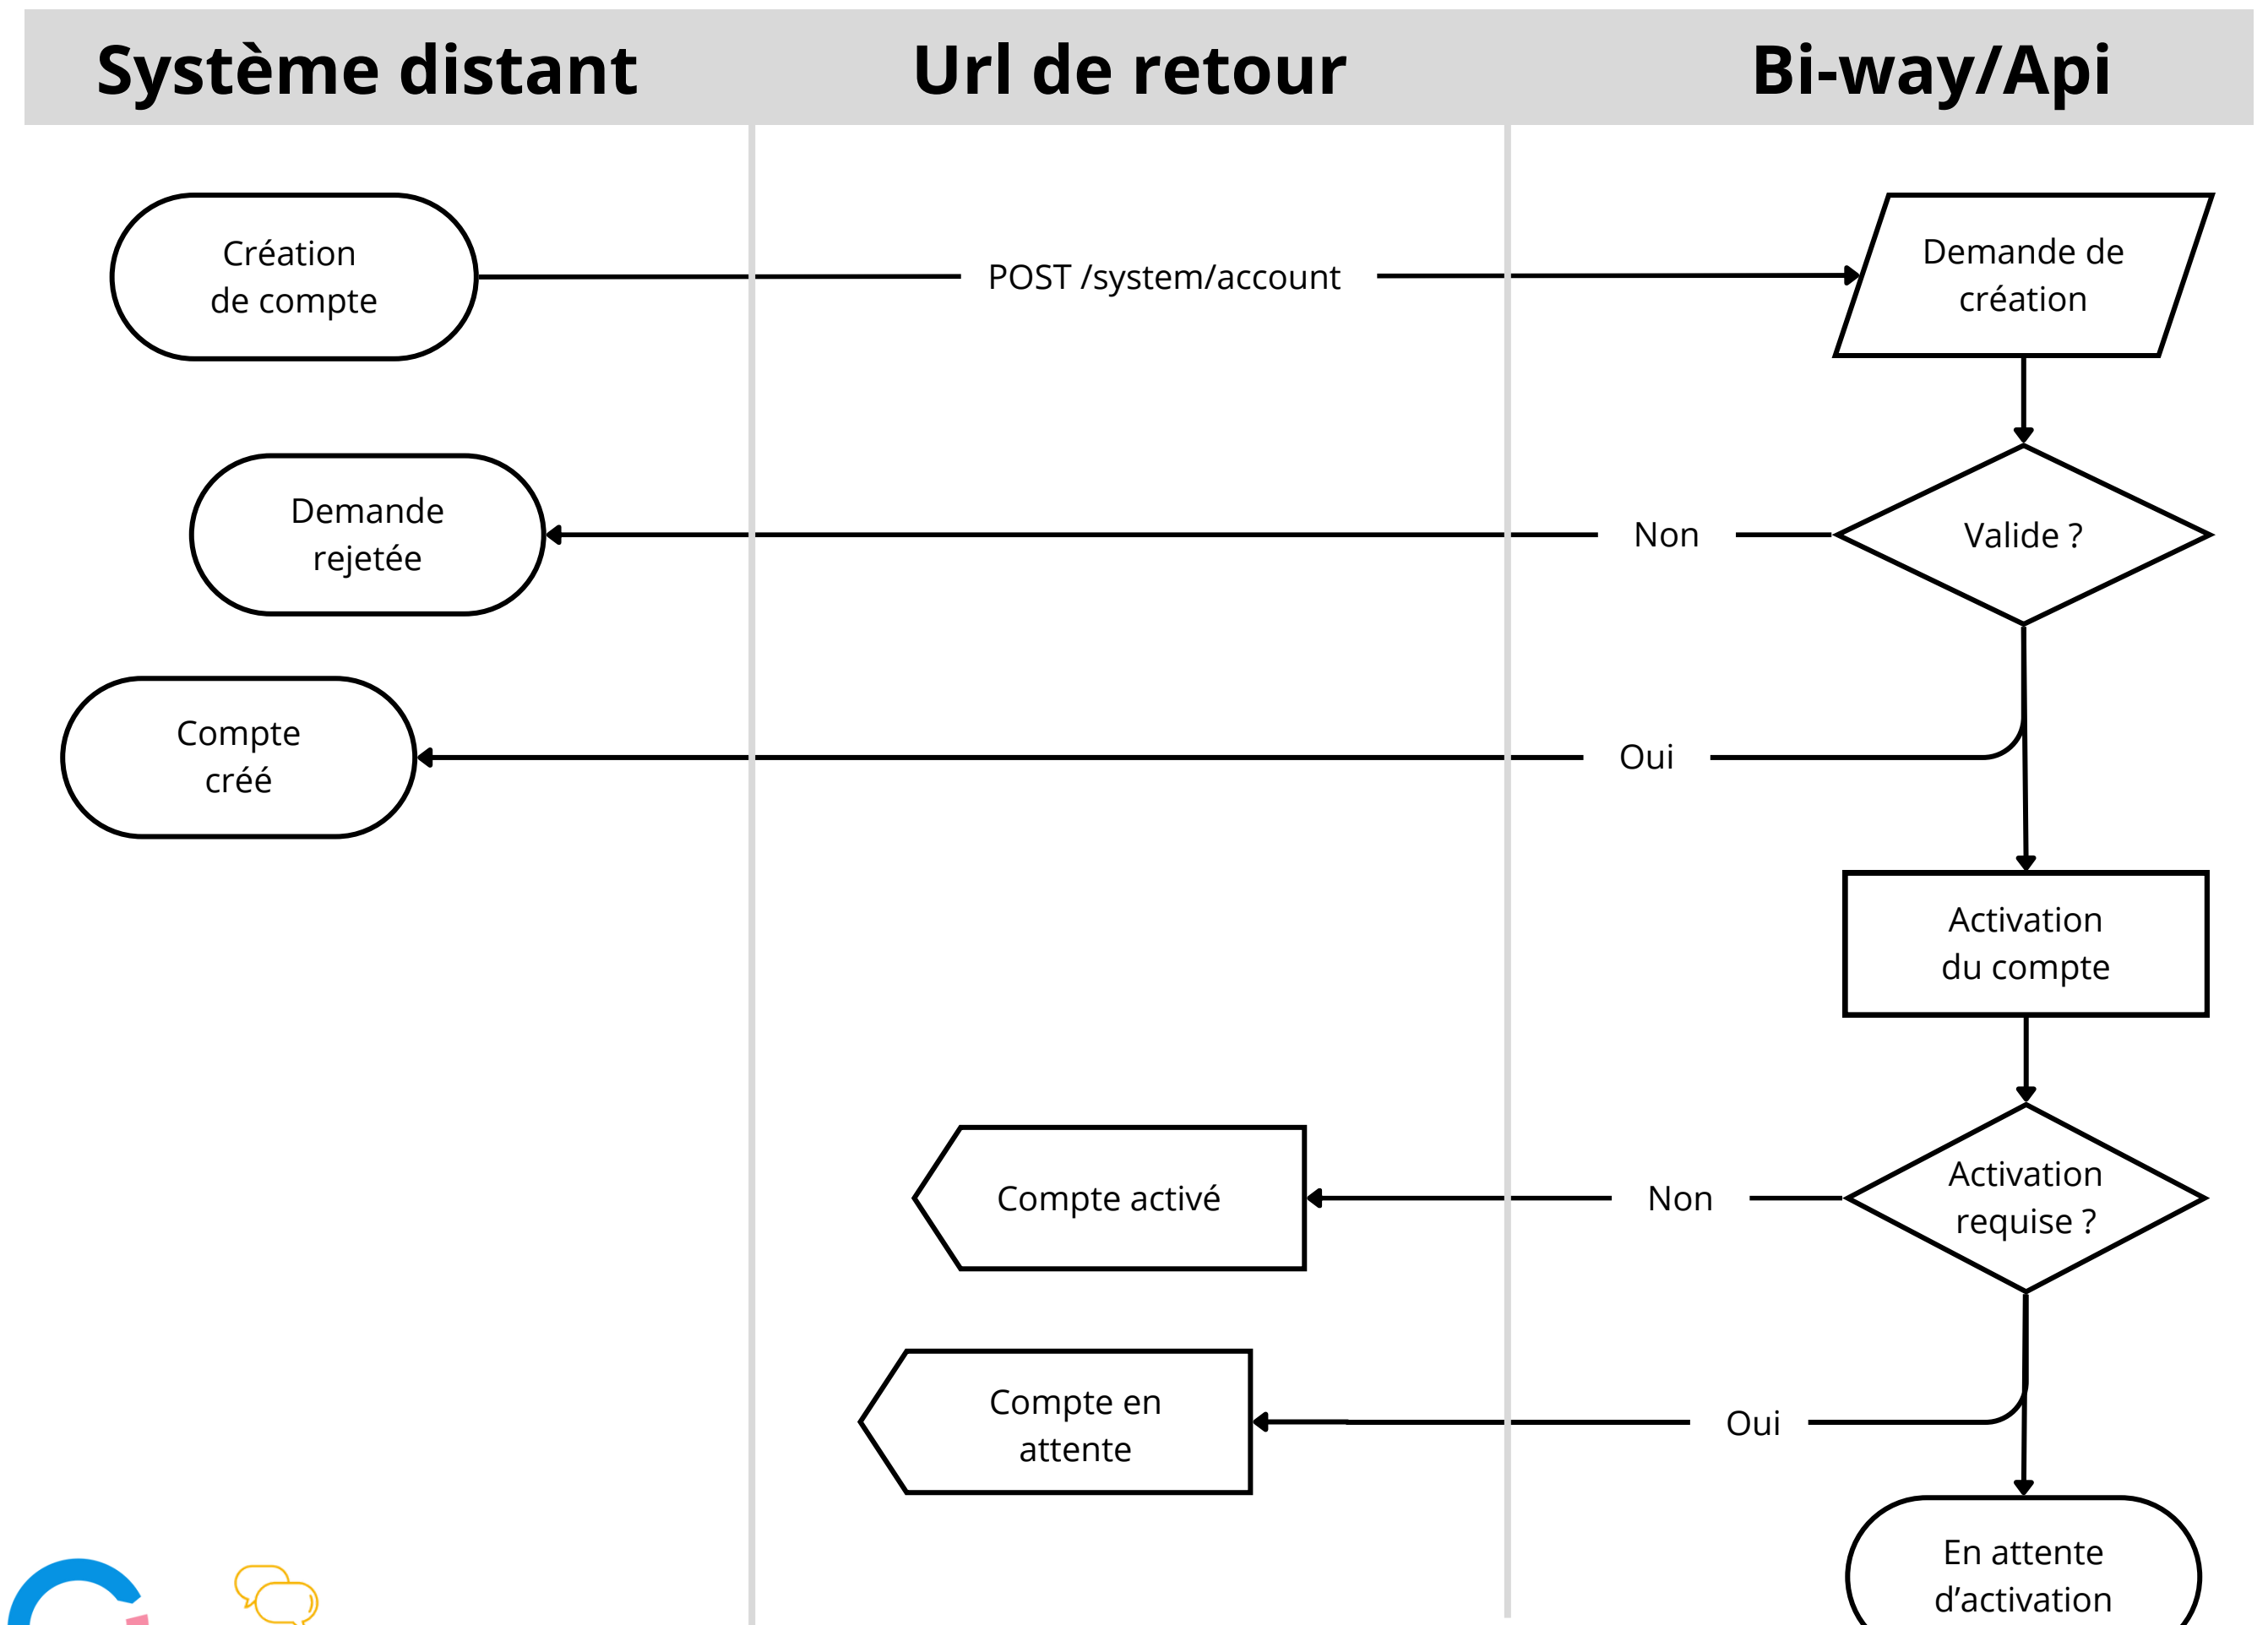 Système distant
Url de retour
Bi-way/Api
Création
de compte
POST /system/account
Demande de
création
Demande
rejetée
Non
Valide ?
Compte
créé
Oui
Activation
du compte
Compte activé
Non
Activation
requise ?
Compte en
attente
Oui
En attente
d’activation